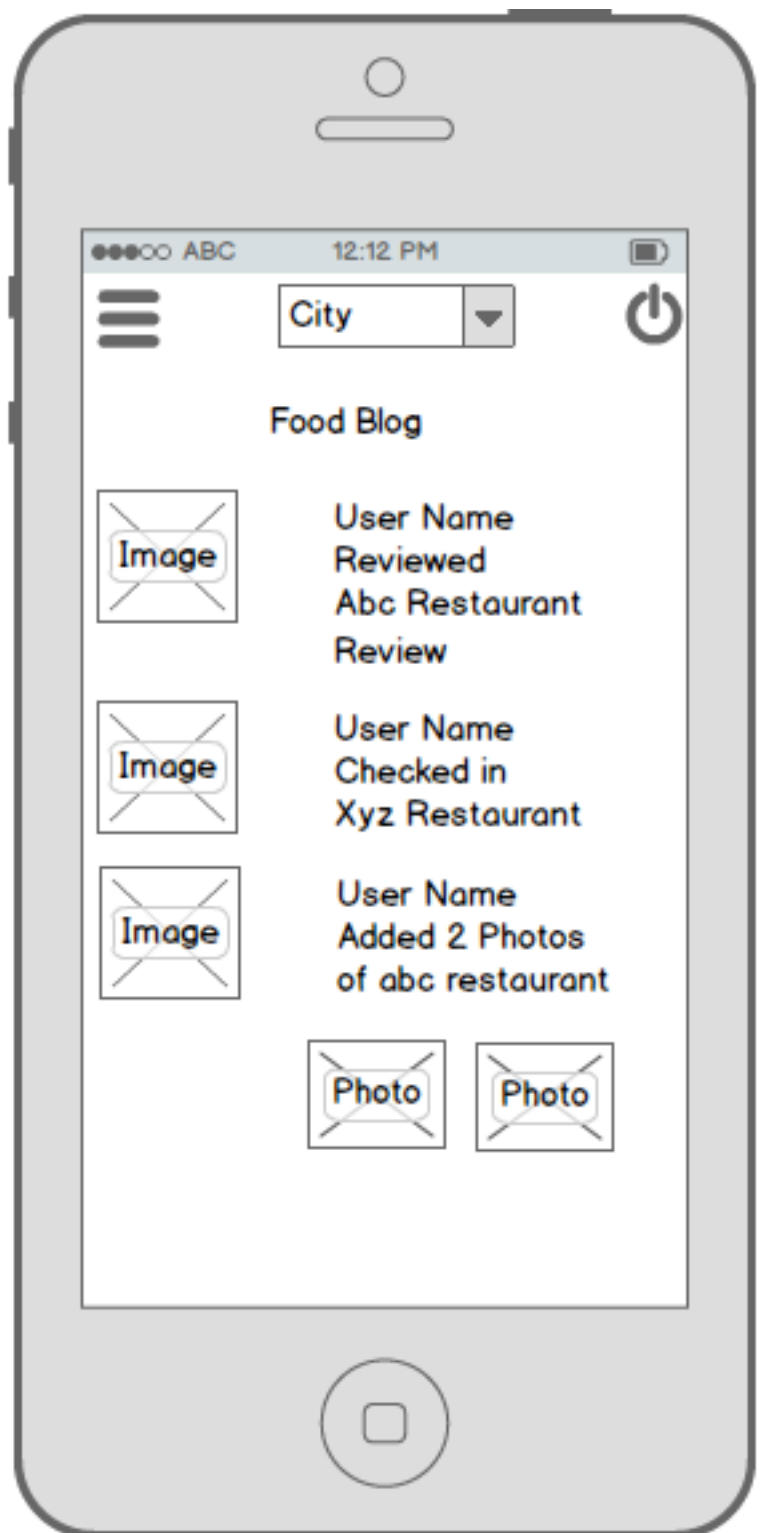 ABC 12:12 PM
City
Food Blog
Image
User Name
Reviewed
Abc Restaurant
Review
Image
User Name
Checked in
Xyz Restaurant
Image
User Name
Added 2 Photos
of abc restaurant
Photo Photo